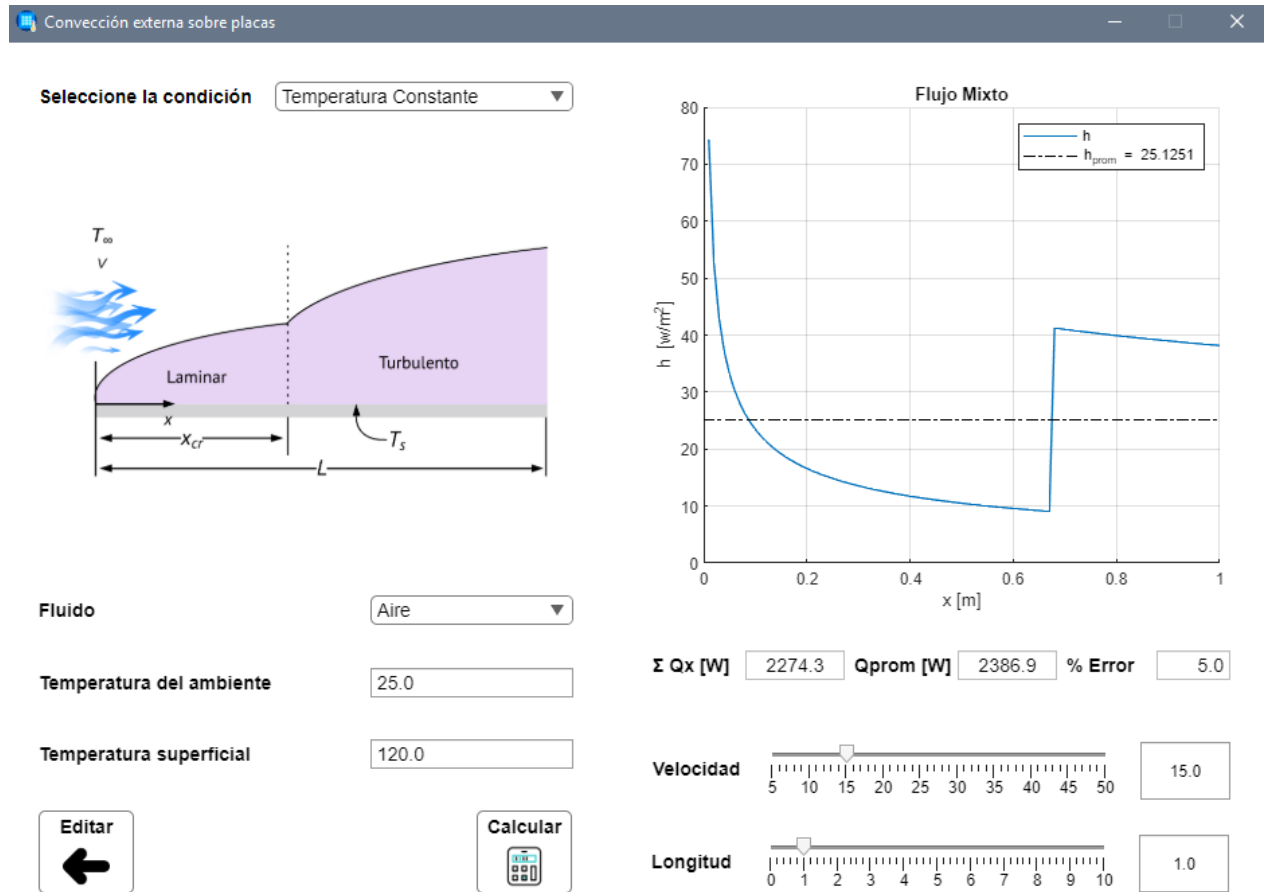 Convección externa sobre placas
Seleccione la condición
Temperatura Constante
T∞
V
Laminar
Turbulento
x
xcr
Ts
L
Fluido
Aire
Temperatura del ambiente
25.0
Temperatura superficial
120.0
Editar
Calcular
Flujo Mixto
h
hprom = 25.1251
80
70
60
50
40
30
20
10
0
h [w/m²]
0 0.2 0.4 0.6 0.8 1
x [m]
Σ Qx [W] 2274.3 Qprom [W] 2386.9 % Error 5.0
Velocidad
5 10 15 20 25 30 35 40 45 50
15.0
Longitud
0 1 2 3 4 5 6 7 8 9 10
1.0